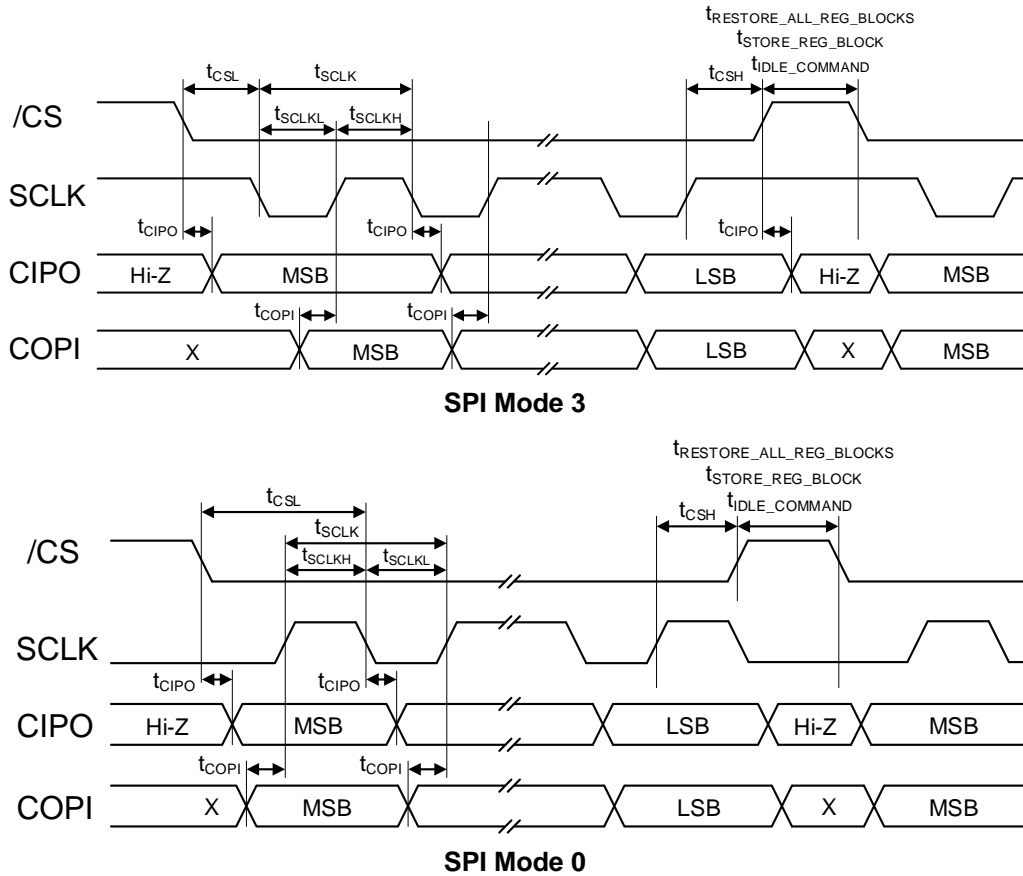 tRESTORE_ALL_REG_BLOCKS
tSTORE_REG_BLOCK
tCSL tSCLK tCSH tIDLE_COMMAND
tSCLKL tSCLKH
/CS
SCLK
tCIPO tCIPO tCIPO
CIPO Hi-Z MSB LSB Hi-Z MSB
tCOPI tCOPI
COPI X MSB LSB X MSB
SPI Mode 3
tRESTORE_ALL_REG_BLOCKS
tSTORE_REG_BLOCK
tCSL tCSH tIDLE_COMMAND
tSCLK
/CS tSCLKH tSCLKL
SCLK
tCIPO tCIPO
CIPO Hi-Z MSB LSB Hi-Z MSB
tCOPI tCOPI
COPI X MSB LSB X MSB
SPI Mode 0